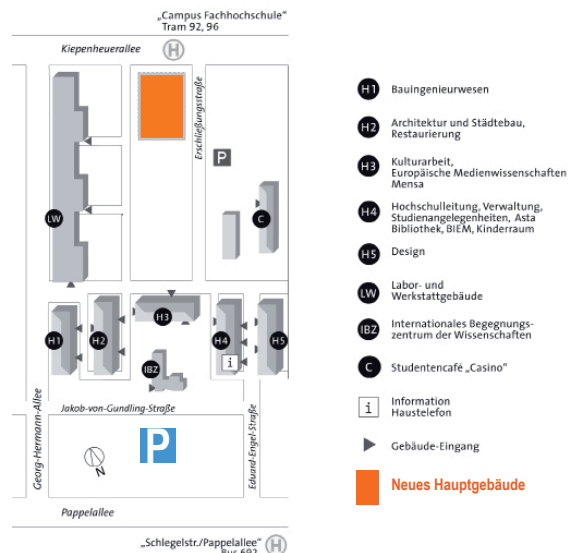 „Campus Fachhochschule“
Tram 92, 96
Kiepenheuerallee
H
Erschließungsstraße
P
LW
C
H1
H2
H3
H4
H5
i
IBZ
Georg-Hermann-Allee
Jakob-von-Gundling-Straße
Eduard-Engel-Straße
P
N
Pappelallee
„Schlegelstr./Pappelallee“
H
Bus 692
H1 Bauingenieurwesen
H2 Architektur und Städtebau,
Restaurierung
H3 Kulturarbeit,
Europäische Medienwissenschaften
Mensa
H4 Hochschulleitung, Verwaltung,
Studienangelegenheiten, Asta
Bibliothek, BIEM, Kinderraum
H5 Design
LW Labor- und
Werkstattgebäude
IBZ Internationales Begegnungs-
zentrum der Wissenschaften
C Studentencafé „Casino“
i Information
Haustelefon
Gebäude-Eingang
Neues Hauptgebäude